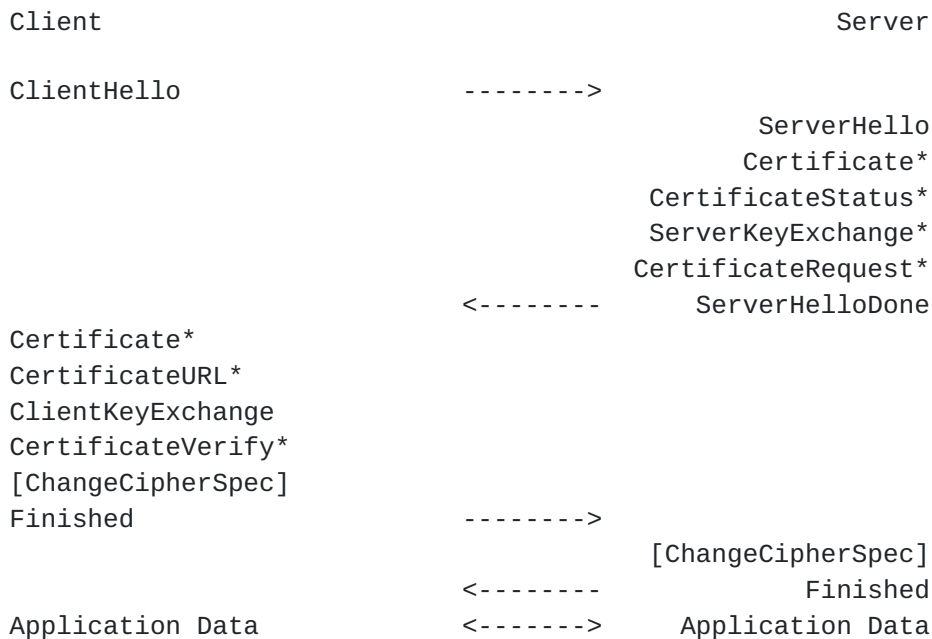 Client                                               Server

ClientHello                  -------->
                                                ServerHello
                                               Certificate*
                                         CertificateStatus*
                                         ServerKeyExchange*
                                        CertificateRequest*
                             <--------      ServerHelloDone
Certificate*
CertificateURL*
ClientKeyExchange
CertificateVerify*
[ChangeCipherSpec]
Finished                     -------->
                                         [ChangeCipherSpec]
                             <--------             Finished
Application Data             <------->     Application Data